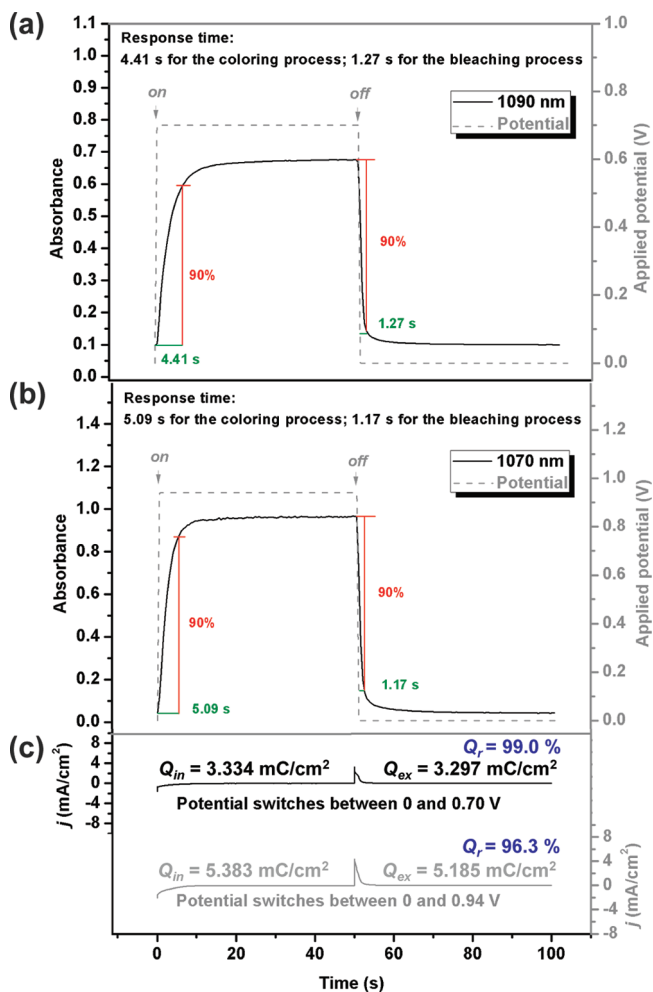 (a)
Response time:
4.41 s for the coloring process; 1.27 s for the bleaching process
on
off
1090 nm
Potential
90%
90%
4.41 s
1.27 s
Absorbance
1.1
1.0
0.9
0.8
0.7
0.6
0.5
0.4
0.3
0.2
0.1
0.0
Applied potential (V)
1.0
0.8
0.6
0.4
0.2
0.0
(b)
Response time:
5.09 s for the coloring process; 1.17 s for the bleaching process
on
off
1070 nm
Potential
90%
90%
5.09 s
1.17 s
Absorbance
1.4
1.2
1.0
0.8
0.6
0.4
0.2
0.0
Applied potential (V)
1.2
1.0
0.8
0.6
0.4
0.2
0.0
(c)
j (mA/cm²)
8
4
0
-4
-8
Qr = 99.0 %
Qin = 3.334 mC/cm² Qex = 3.297 mC/cm²
Potential switches between 0 and 0.70 V
Qr = 96.3 %
Qin = 5.383 mC/cm² Qex = 5.185 mC/cm²
Potential switches between 0 and 0.94 V
8
4
0
-4
-8
j (mA/cm²)
0 20 40 60 80 100
Time (s)